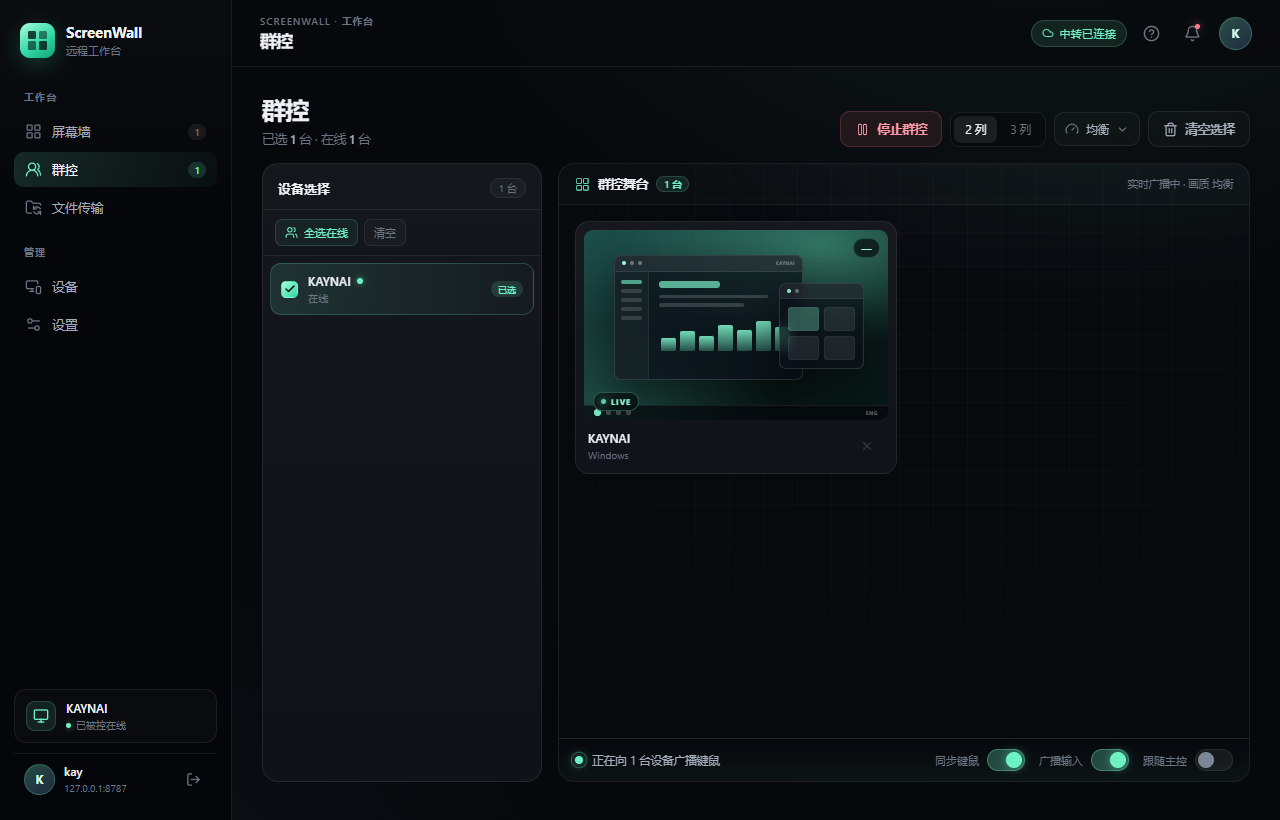 ScreenWall
远程工作台
工作台
屏幕墙 1
群控 1
文件传输
管理
设备
设置
KAYNAI
已被控在线
K kay
127.0.0.1:8787
SCREENWALL · 工作台
群控
中转已连接
K
群控
已选 1 台 · 在线 1 台
停止群控
2 列 3 列
均衡
清空选择
设备选择 1 台
全选在线 清空
KAYNAI
在线
已选
群控舞台 1 台
实时广播中 · 画质 均衡
KAYNAI
LIVE
ENG
KAYNAI
Windows
正在向 1 台设备广播键鼠
同步键鼠 广播输入 跟随主控